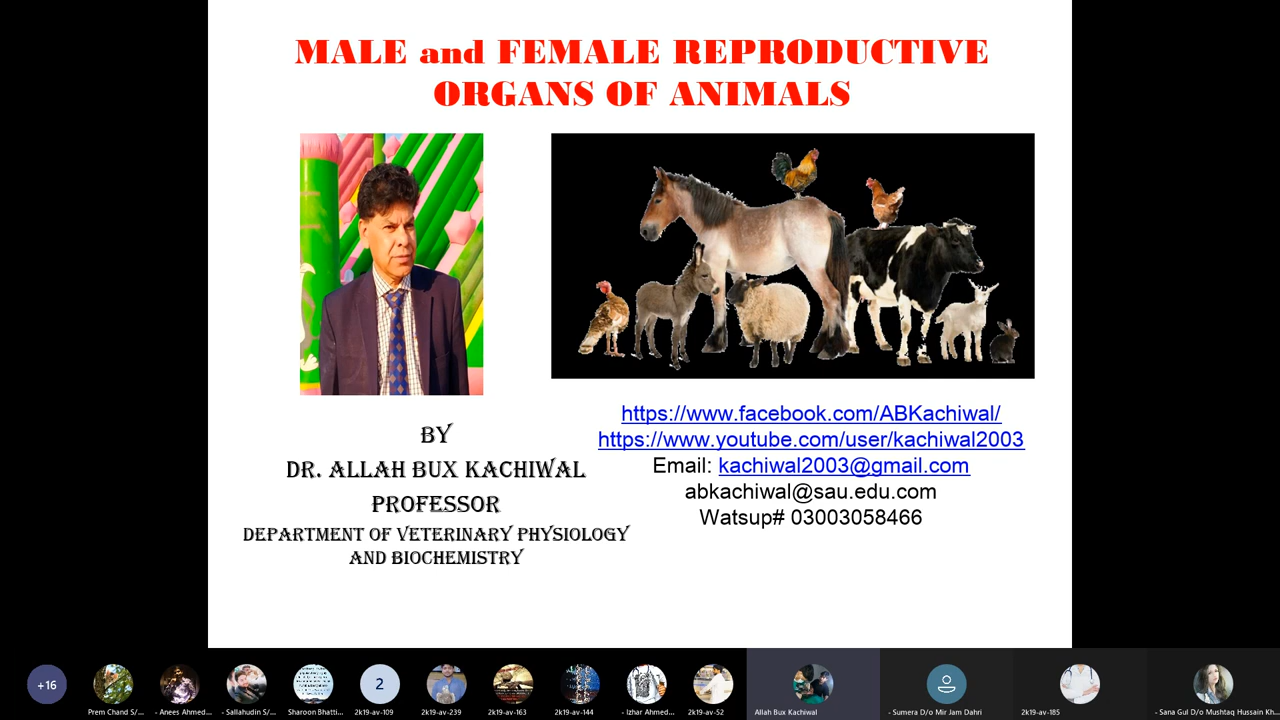 MALE and FEMALE REPRODUCTIVE
ORGANS OF ANIMALS
BY
DR. ALLAH BUX KACHIWAL
PROFESSOR
DEPARTMENT OF VETERINARY PHYSIOLOGY
AND BIOCHEMISTRY
https://www.facebook.com/ABKachiwal/
https://www.youtube.com/user/kachiwal2003
Email: kachiwal2003@gmail.com
abkachiwal@sau.edu.com
Watsup# 03003058466
+16
Prem Chand S/...
- Anees Ahmed...
- Sallahudin S/...
Sharoon Bhatti...
2
2k19-av-109
2k19-av-239
2k19-av-163
2k19-av-144
- Izhar Ahmed...
2k19-av-52
Allah Bux Kachiwal
- Sumera D/o Mir Jam Dahri
2k19-av-185
- Sana Gul D/o Mushtaq Hussain Kh...